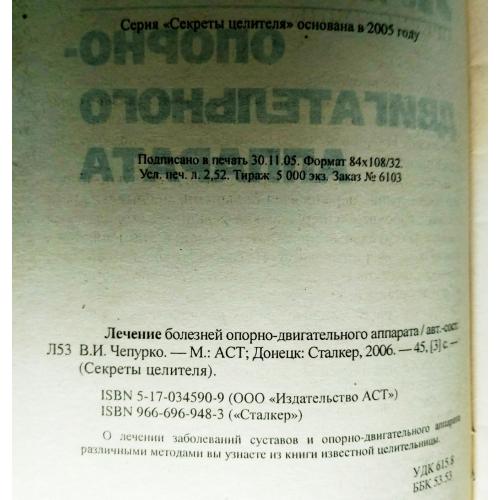 Серия «Секреты целителя» основана в 2005 году
ОПОРНО-
ДВИГАТЕЛЬНОГО
АППАРАТА
Подписано в печать 30.11.05. Формат 84х108/32.
Усл. печ. л. 2,52. Тираж 5 000 экз. Заказ № 6103
Лечение болезней опорно-двигательного аппарата / авт.-сост.
Л53 В.И. Чепурко. — М.: АСТ; Донецк: Сталкер, 2006. — 45, [3] с. —
(Секреты целителя).
ISBN 5-17-034590-9 (ООО «Издательство АСТ»)
ISBN 966-696-948-3 («Сталкер»)
О лечении заболеваний суставов и опорно-двигательного аппарата
различными методами вы узнаете из книги известной целительницы.
УДК 615.8
ББК 53.53